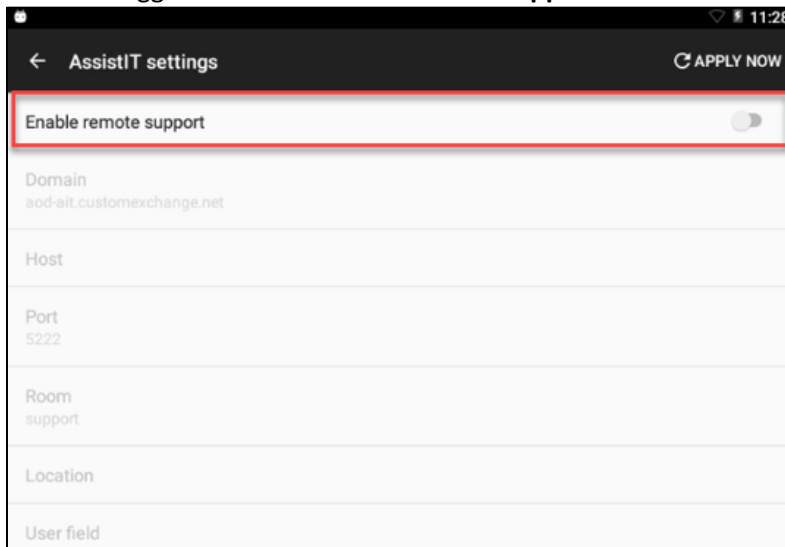 11:28
AssistIT settings
APPLY NOW
Enable remote support
Domain
aod-ait.customexchange.net
Host
Port
5222
Room
support
Location
User field